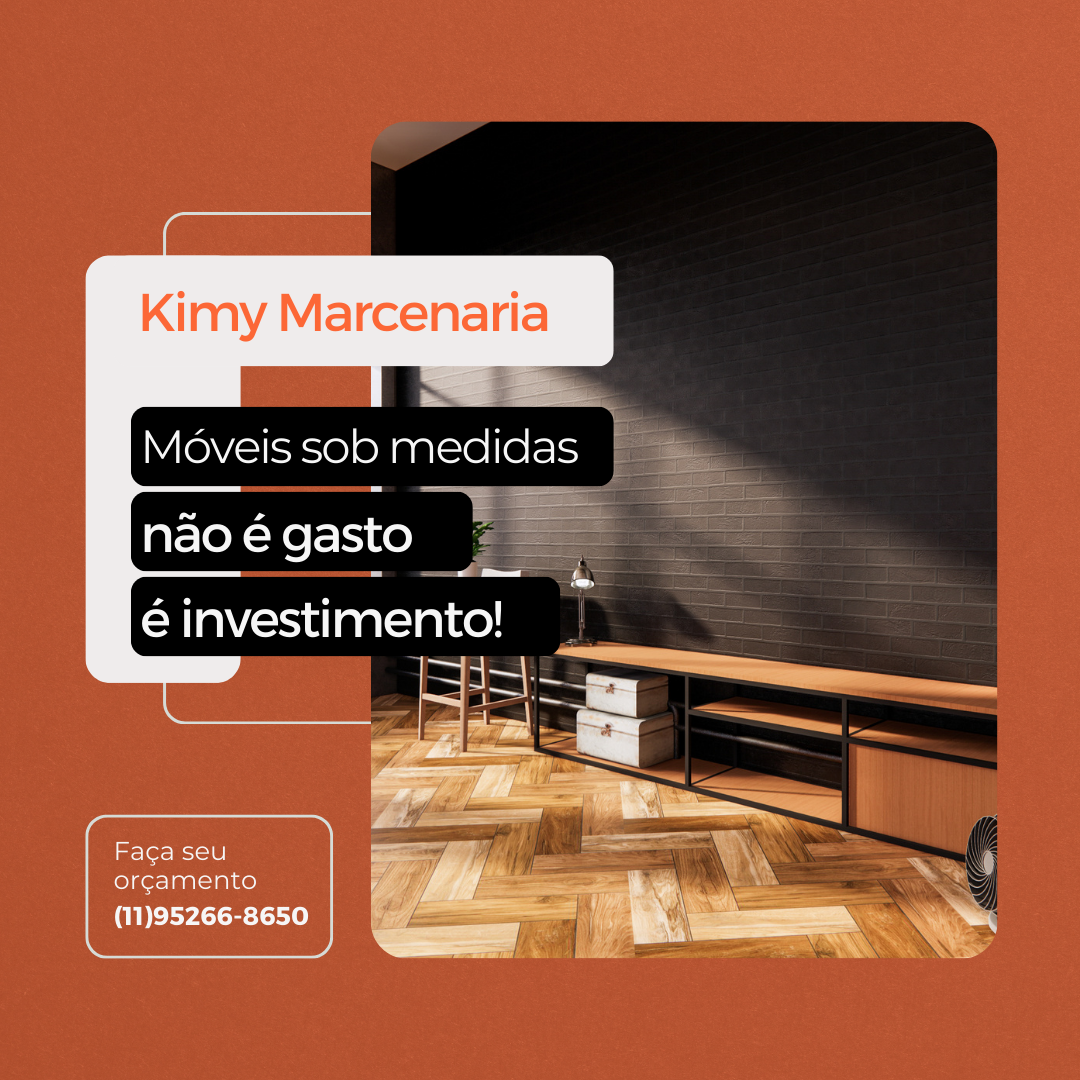 Kimy Marcenaria
Móveis sob medidas
não é gasto
é investimento!
Faça seu
orçamento
(11)95266-8650